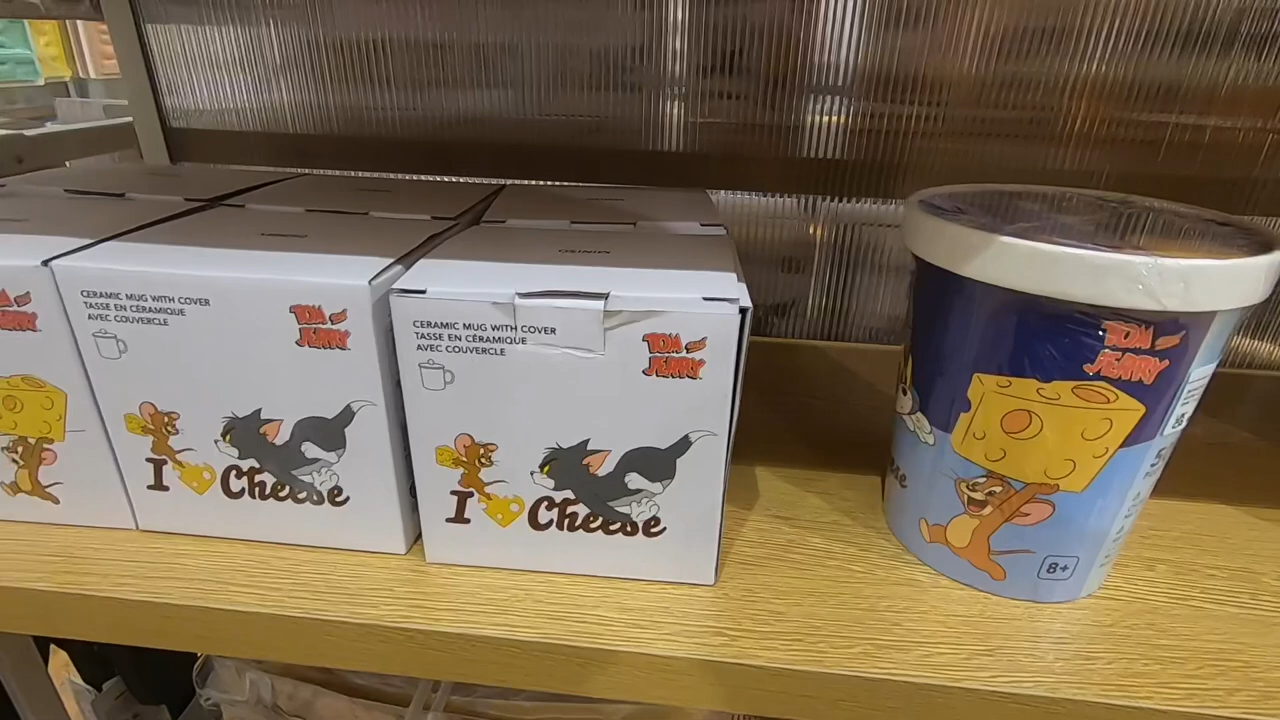 CERAMIC MUG WITH COVER
TASSE EN CÉRAMIQUE
AVEC COUVERCLE
TOM and
JERRY
I Cheese
MINISO
CERAMIC MUG WITH COVER
TASSE EN CÉRAMIQUE
AVEC COUVERCLE
TOM and
JERRY
I Cheese
TOM and
JERRY
8+